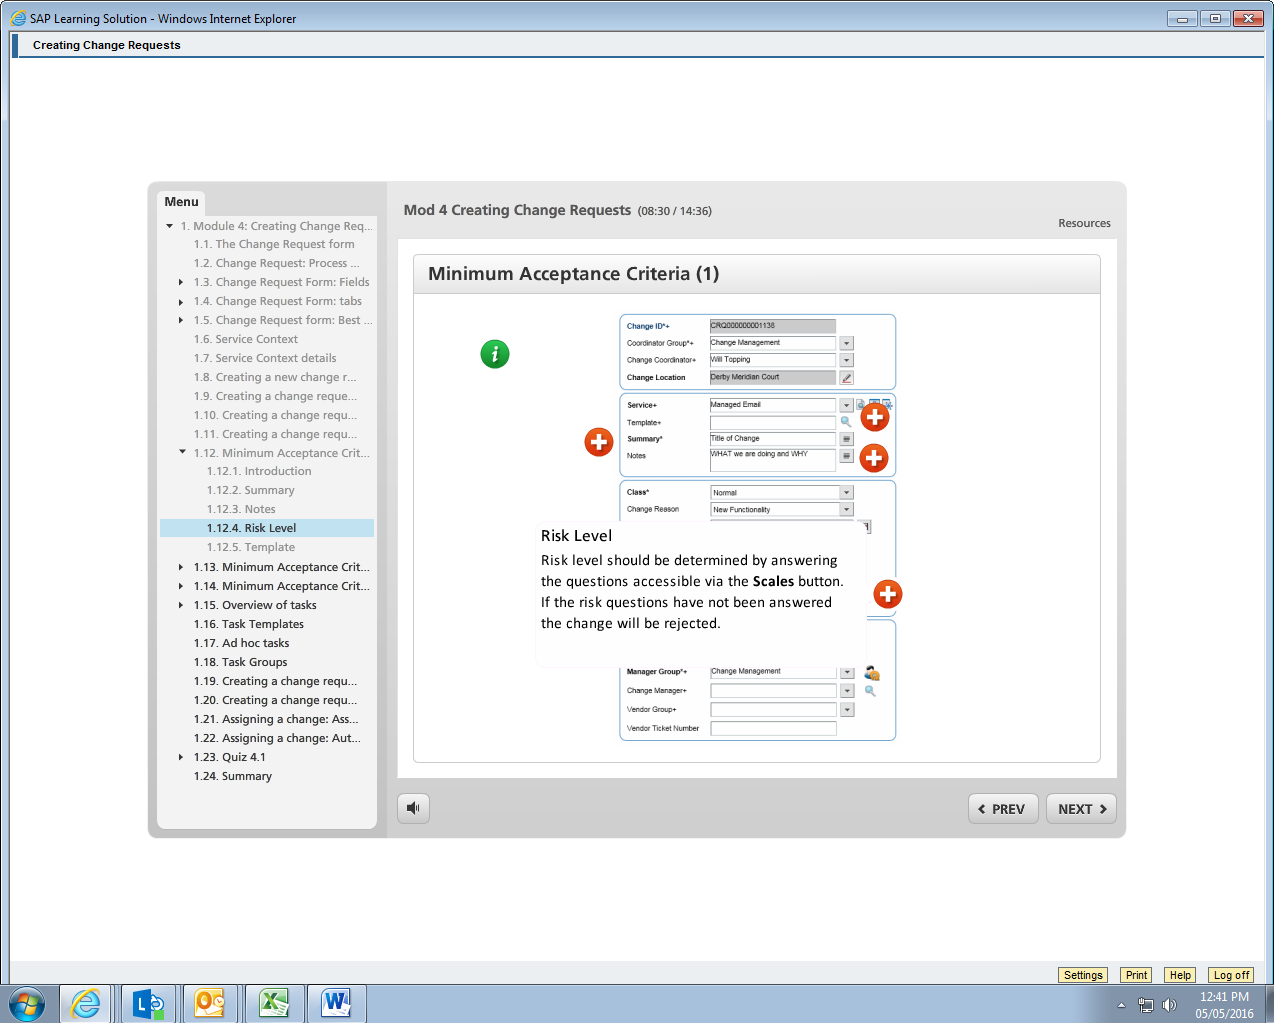 SAP Learning Solution - Windows Internet Explorer
Creating Change Requests
Menu
1. Module 4: Creating Change Req...
1.1. The Change Request form
1.2. Change Request: Process ...
1.3. Change Request Form: Fields
1.4. Change Request Form: tabs
1.5. Change Request form: Best ...
1.6. Service Context
1.7. Service Context details
1.8. Creating a new change r...
1.9. Creating a change reque...
1.10. Creating a change requ...
1.11. Creating a change requ...
1.12. Minimum Acceptance Crit...
1.12.1. Introduction
1.12.2. Summary
1.12.3. Notes
1.12.4. Risk Level
1.12.5. Template
1.13. Minimum Acceptance Crit...
1.14. Minimum Acceptance Crit...
1.15. Overview of tasks
1.16. Task Templates
1.17. Ad hoc tasks
1.18. Task Groups
1.19. Creating a change requ...
1.20. Creating a change requ...
1.21. Assigning a change: Ass...
1.22. Assigning a change: Aut...
1.23. Quiz 4.1
1.24. Summary
Mod 4 Creating Change Requests (08:30 / 14:36)
Resources
Minimum Acceptance Criteria (1)
Change ID*+ CRQ000000001138
Coordinator Group*+ Change Management
Change Coordinator+ Will Topping
Change Location Derby Meridian Court
Service+ Managed Email
Template+
Summary* Title of Change
Notes WHAT we are doing and WHY
Class* Normal
Change Reason New Functionality
Risk Level
Risk level should be determined by answering
the questions accessible via the Scales button.
If the risk questions have not been answered
the change will be rejected.
Manager Group*+ Change Management
Change Manager+
Vendor Group+
Vendor Ticket Number
PREV
NEXT
Settings
Print
Help
Log off
12:41 PM
05/05/2016